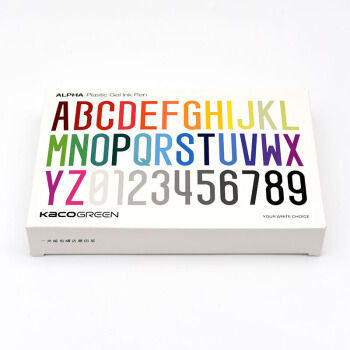 ALPHA Plastic Gel Ink Pen
ABCDEFGHIJKL
MNOPQRSTUVWX
YZ0123456789
KACOGREEN
YOUR WRITE CHOICE